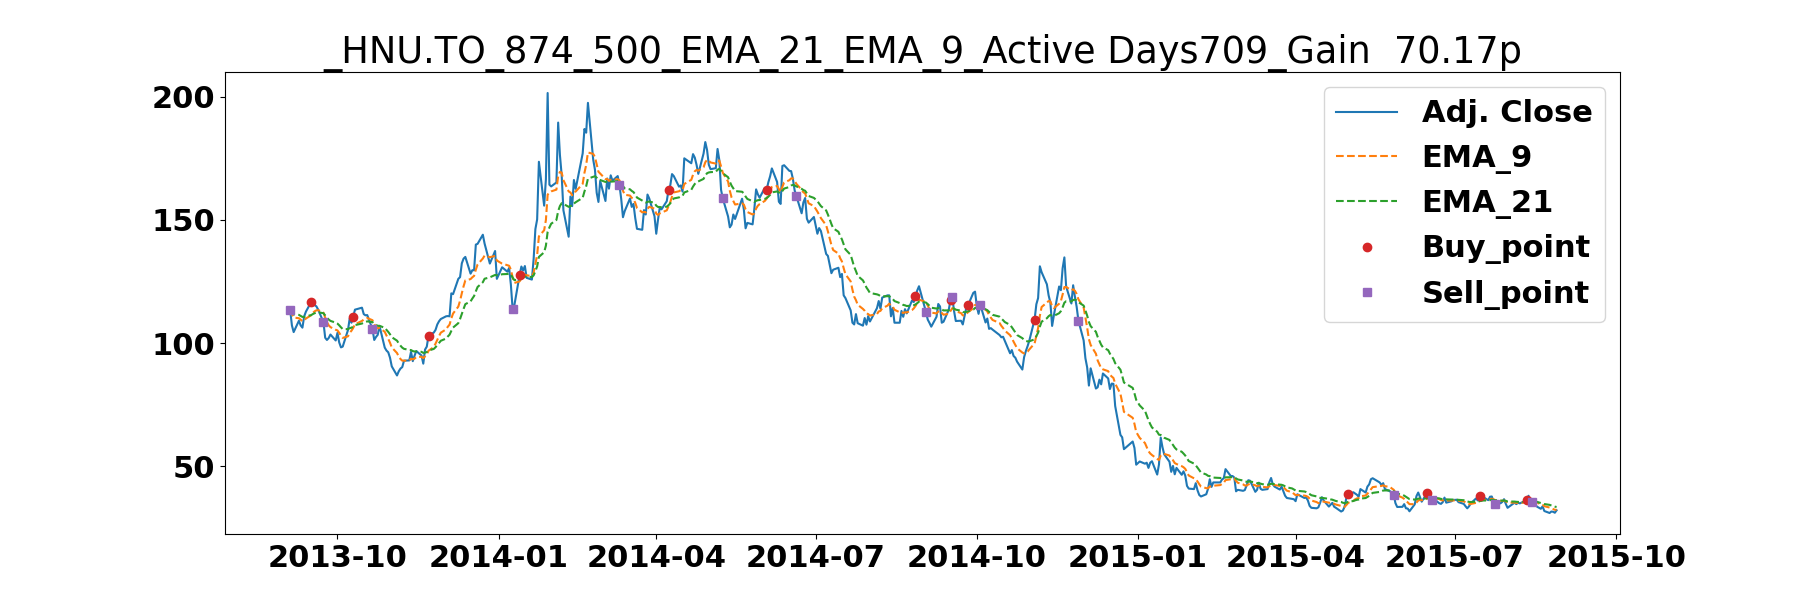 _HNU.TO_874_500_EMA_21_EMA_9_Active Days709_Gain  70.17p
200
150
100
50
Adj. Close
EMA_9
EMA_21
Buy_point
Sell_point
2013-10 2014-01 2014-04 2014-07 2014-10 2015-01 2015-04 2015-07 2015-10